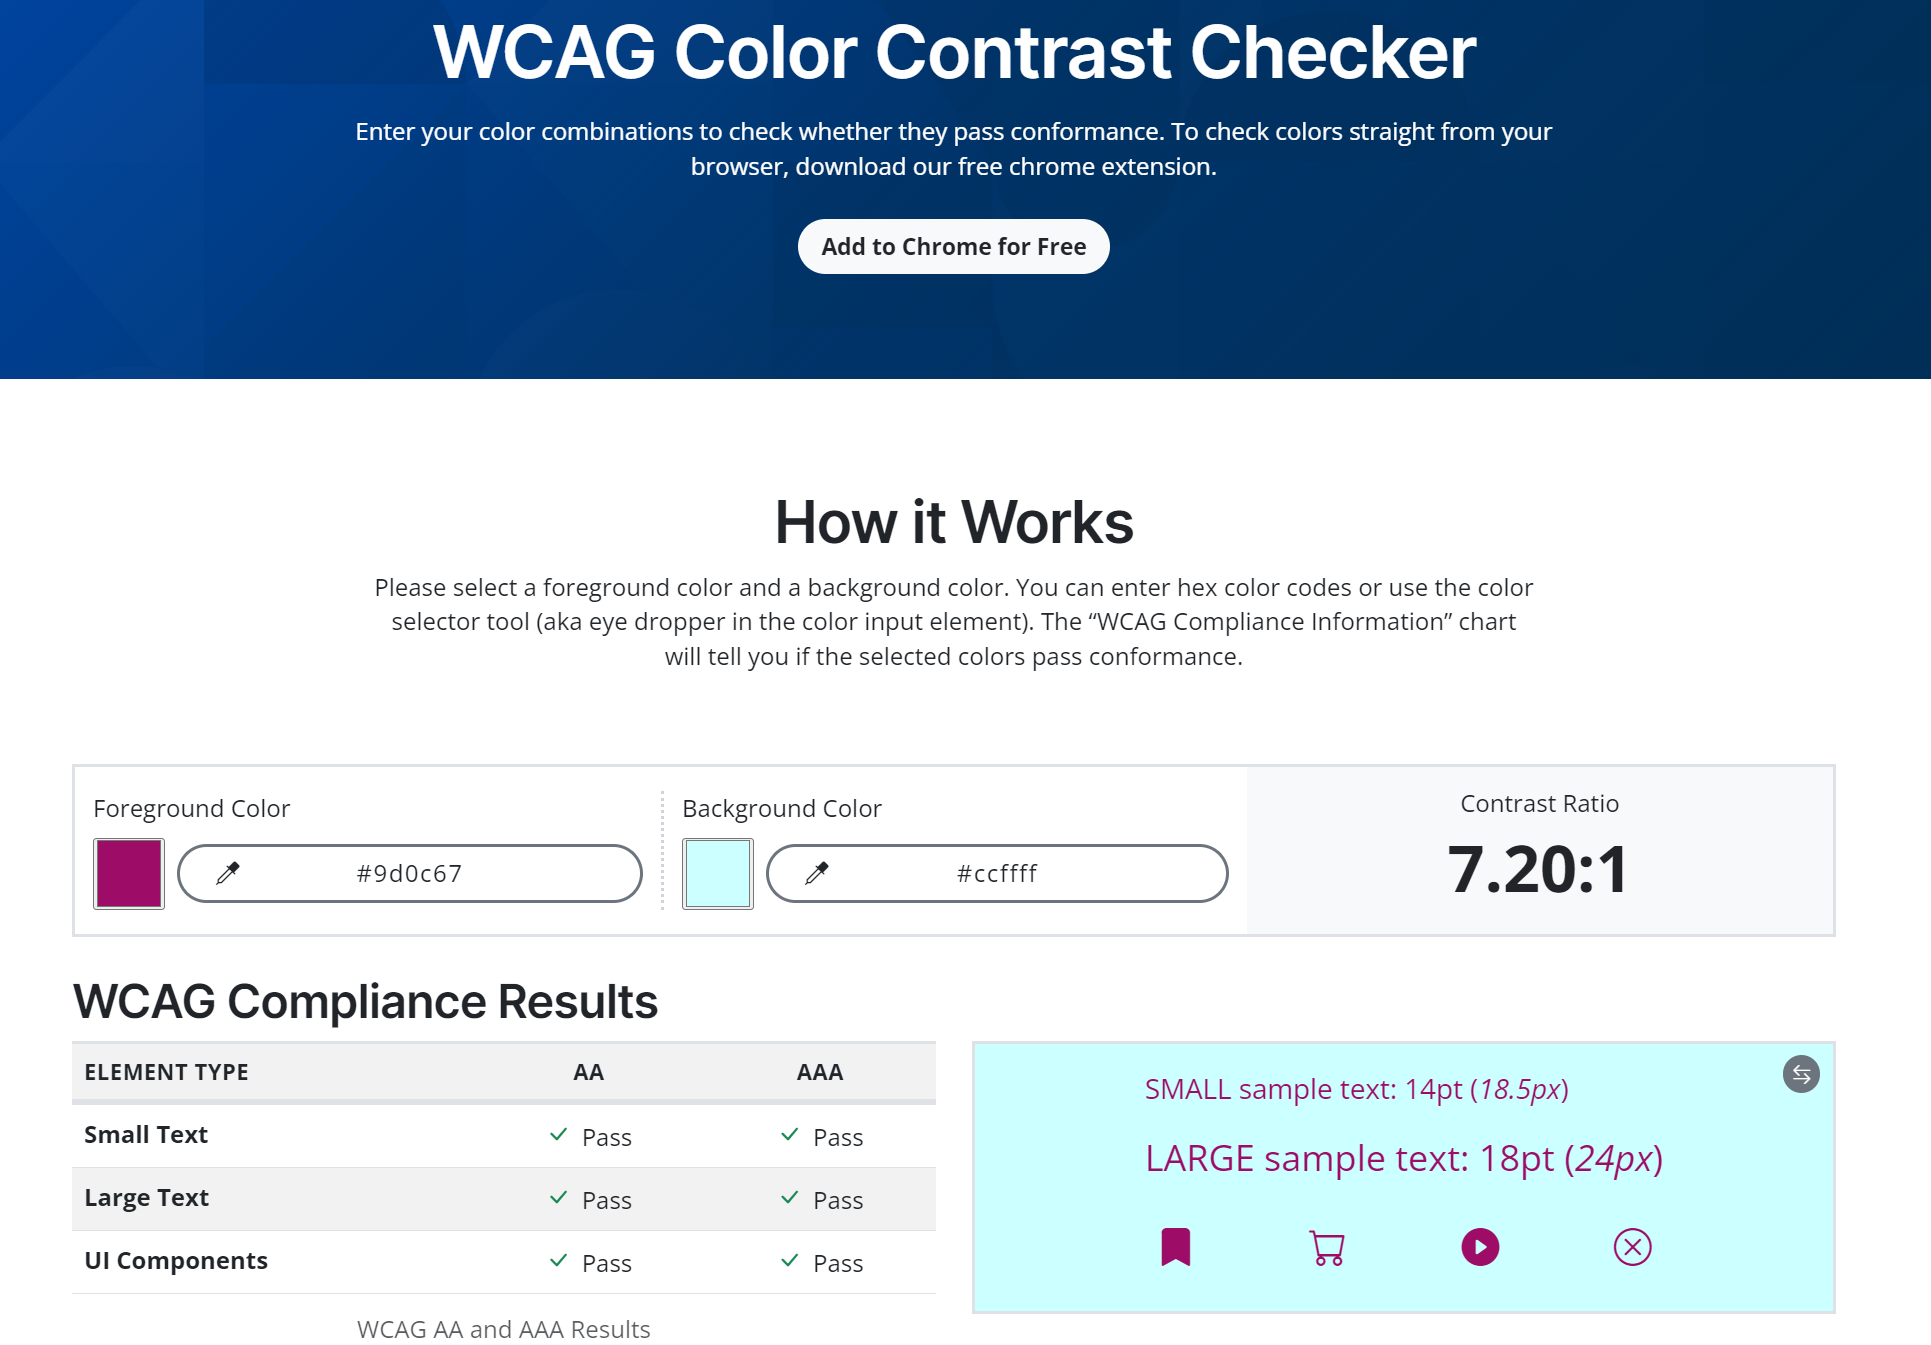 WCAG Color Contrast Checker
Enter your color combinations to check whether they pass conformance. To check colors straight from your
browser, download our free chrome extension.
Add to Chrome for Free
How it Works
Please select a foreground color and a background color. You can enter hex color codes or use the color
selector tool (aka eye dropper in the color input element). The “WCAG Compliance Information” chart
will tell you if the selected colors pass conformance.
Foreground Color
#9d0c67
Background Color
#ccffff
Contrast Ratio
7.20:1
WCAG Compliance Results
ELEMENT TYPE AA AAA
Small Text Pass Pass
Large Text Pass Pass
UI Components Pass Pass
WCAG AA and AAA Results
SMALL sample text: 14pt (18.5px)
LARGE sample text: 18pt (24px)